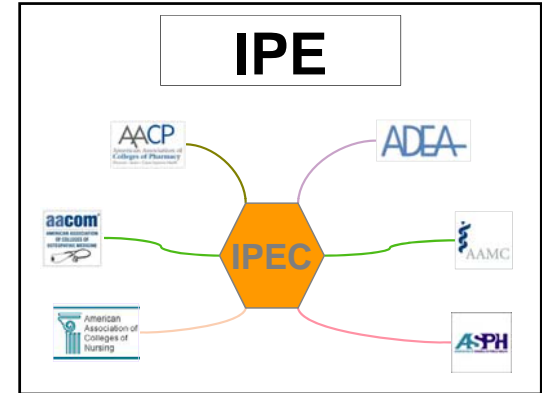 IPE
AACP
American Association of
Colleges of Pharmacy
ADEA
aacom
AMERICAN ASSOCIATION
OF COLLEGES OF
OSTEOPATHIC MEDICINE
IPEC
AAMC
American
Association of
Colleges of
Nursing
ASPH